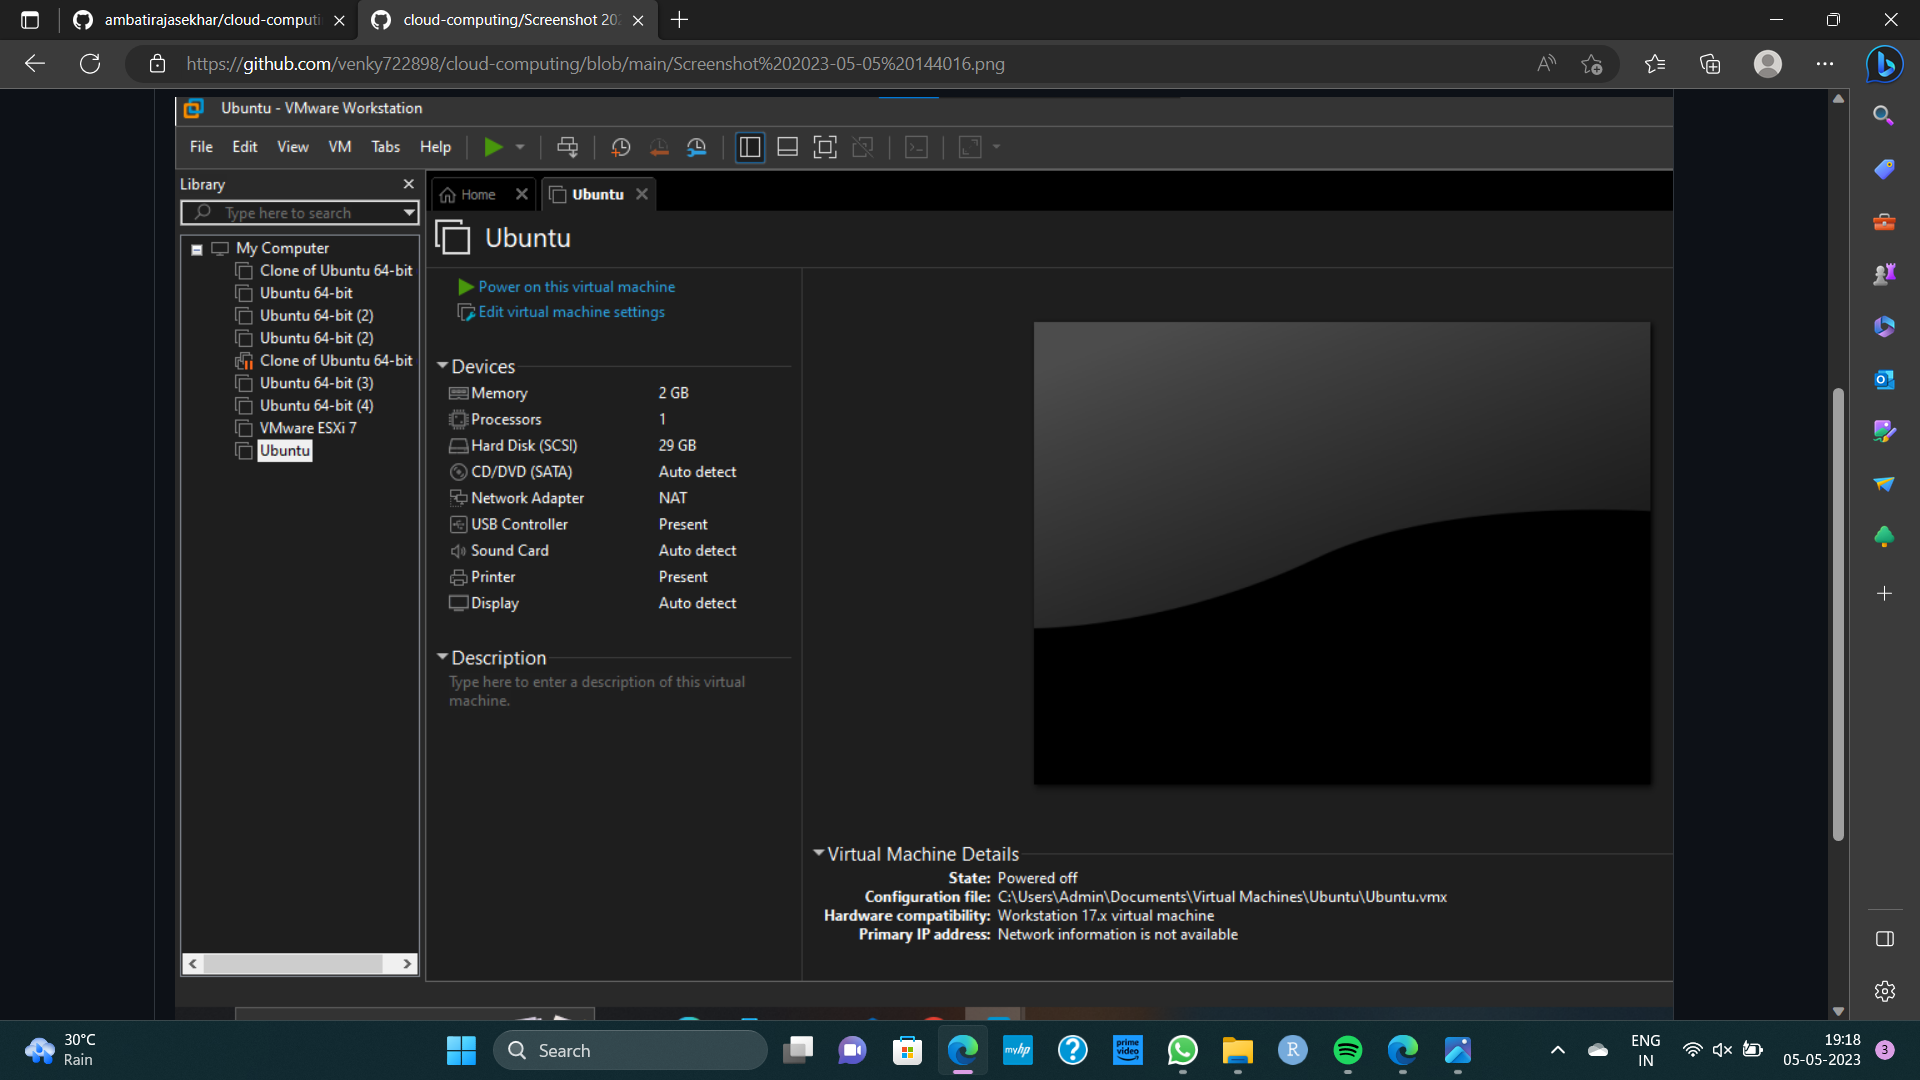 ambatirajasekhar/cloud-computi
cloud-computing/Screenshot 202
https://github.com/venky722898/cloud-computing/blob/main/Screenshot%202023-05-05%20144016.png
Ubuntu - VMware Workstation
File Edit View VM Tabs Help
Library
Type here to search
My Computer
Clone of Ubuntu 64-bit
Ubuntu 64-bit
Ubuntu 64-bit (2)
Ubuntu 64-bit (2)
Clone of Ubuntu 64-bit
Ubuntu 64-bit (3)
Ubuntu 64-bit (4)
VMware ESXi 7
Ubuntu
Home
Ubuntu
Ubuntu
Power on this virtual machine
Edit virtual machine settings
Devices
Memory 2 GB
Processors 1
Hard Disk (SCSI) 29 GB
CD/DVD (SATA) Auto detect
Network Adapter NAT
USB Controller Present
Sound Card Auto detect
Printer Present
Display Auto detect
Description
Type here to enter a description of this virtual
machine.
Virtual Machine Details
State: Powered off
Configuration file: C:\Users\Admin\Documents\Virtual Machines\Ubuntu\Ubuntu.vmx
Hardware compatibility: Workstation 17.x virtual machine
Primary IP address: Network information is not available
30°C
Rain
Search
myhp
prime
video
R
ENG
IN
19:18
05-05-2023
3